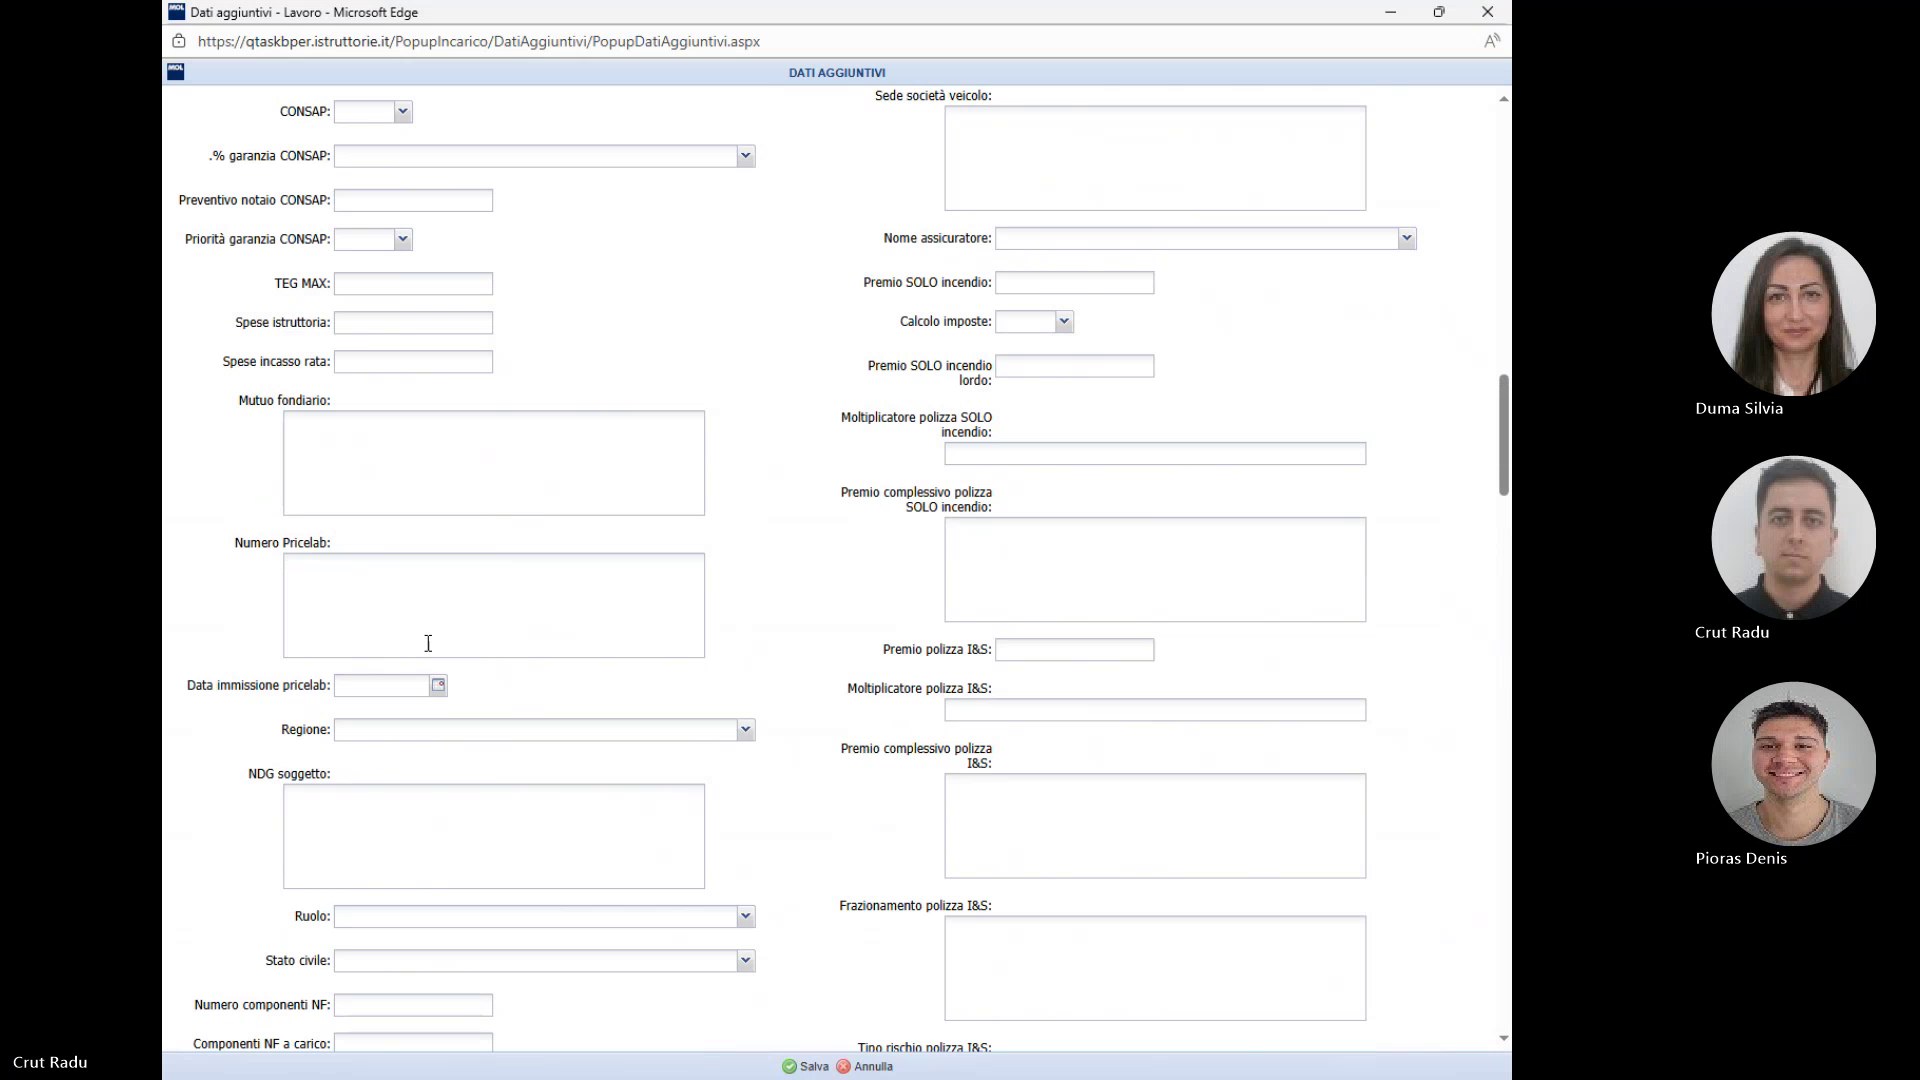 MOL Dati aggiuntivi - Lavoro - Microsoft Edge
https://qtaskbper.istruttorie.it/PopupIncarico/DatiAggiuntivi/PopupDatiAggiuntivi.aspx
MOL DATI AGGIUNTIVI
CONSAP:
.% garanzia CONSAP:
Preventivo notaio CONSAP:
Priorità garanzia CONSAP:
TEG MAX:
Spese istruttoria:
Spese incasso rata:
Mutuo fondiario:
Numero Pricelab:
Data immissione pricelab:
Regione:
NDG soggetto:
Ruolo:
Stato civile:
Numero componenti NF:
Componenti NF a carico:
Sede società veicolo:
Nome assicuratore:
Premio SOLO incendio:
Calcolo imposte:
Premio SOLO incendio
lordo:
Moltiplicatore polizza SOLO
incendio:
Premio complessivo polizza
SOLO incendio:
Premio polizza I&S:
Moltiplicatore polizza I&S:
Premio complessivo polizza
I&S:
Frazionamento polizza I&S:
Tipo rischio polizza I&S:
Salva Annulla
Duma Silvia
Crut Radu
Pioras Denis
Crut Radu